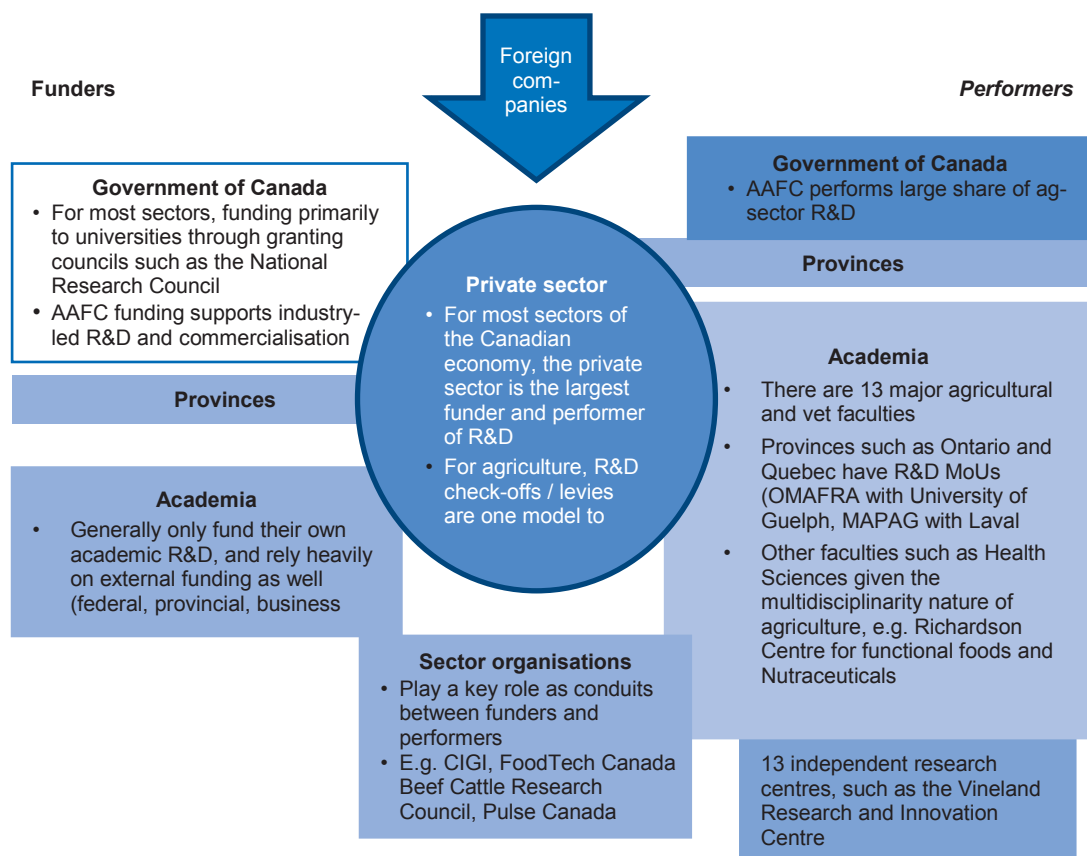 Foreign
com-
panies
Funders
Performers
Government of Canada
• For most sectors, funding primarily
to universities through granting
councils such as the National
Research Council
• AAFC funding supports industry-
led R&D and commercialisation
Provinces
Academia
• Generally only fund their own
academic R&D, and rely heavily
on external funding as well
(federal, provincial, business
Private sector
• For most sectors of
the Canadian
economy, the private
sector is the largest
funder and performer
of R&D
• For agriculture, R&D
check-offs / levies
are one model to
Sector organisations
• Play a key role as conduits
between funders and
performers
• E.g. CIGI, FoodTech Canada
Beef Cattle Research
Council, Pulse Canada
Government of Canada
• AAFC performs large share of ag-
sector R&D
Provinces
Academia
• There are 13 major agricultural
and vet faculties
• Provinces such as Ontario and
Quebec have R&D MoUs
(OMAFRA with University of
Guelph, MAPAG with Laval
• Other faculties such as Health
Sciences given the
multidisciplinarity nature of
agriculture, e.g. Richardson
Centre for functional foods and
Nutraceuticals
13 independent research
centres, such as the Vineland
Research and Innovation
Centre